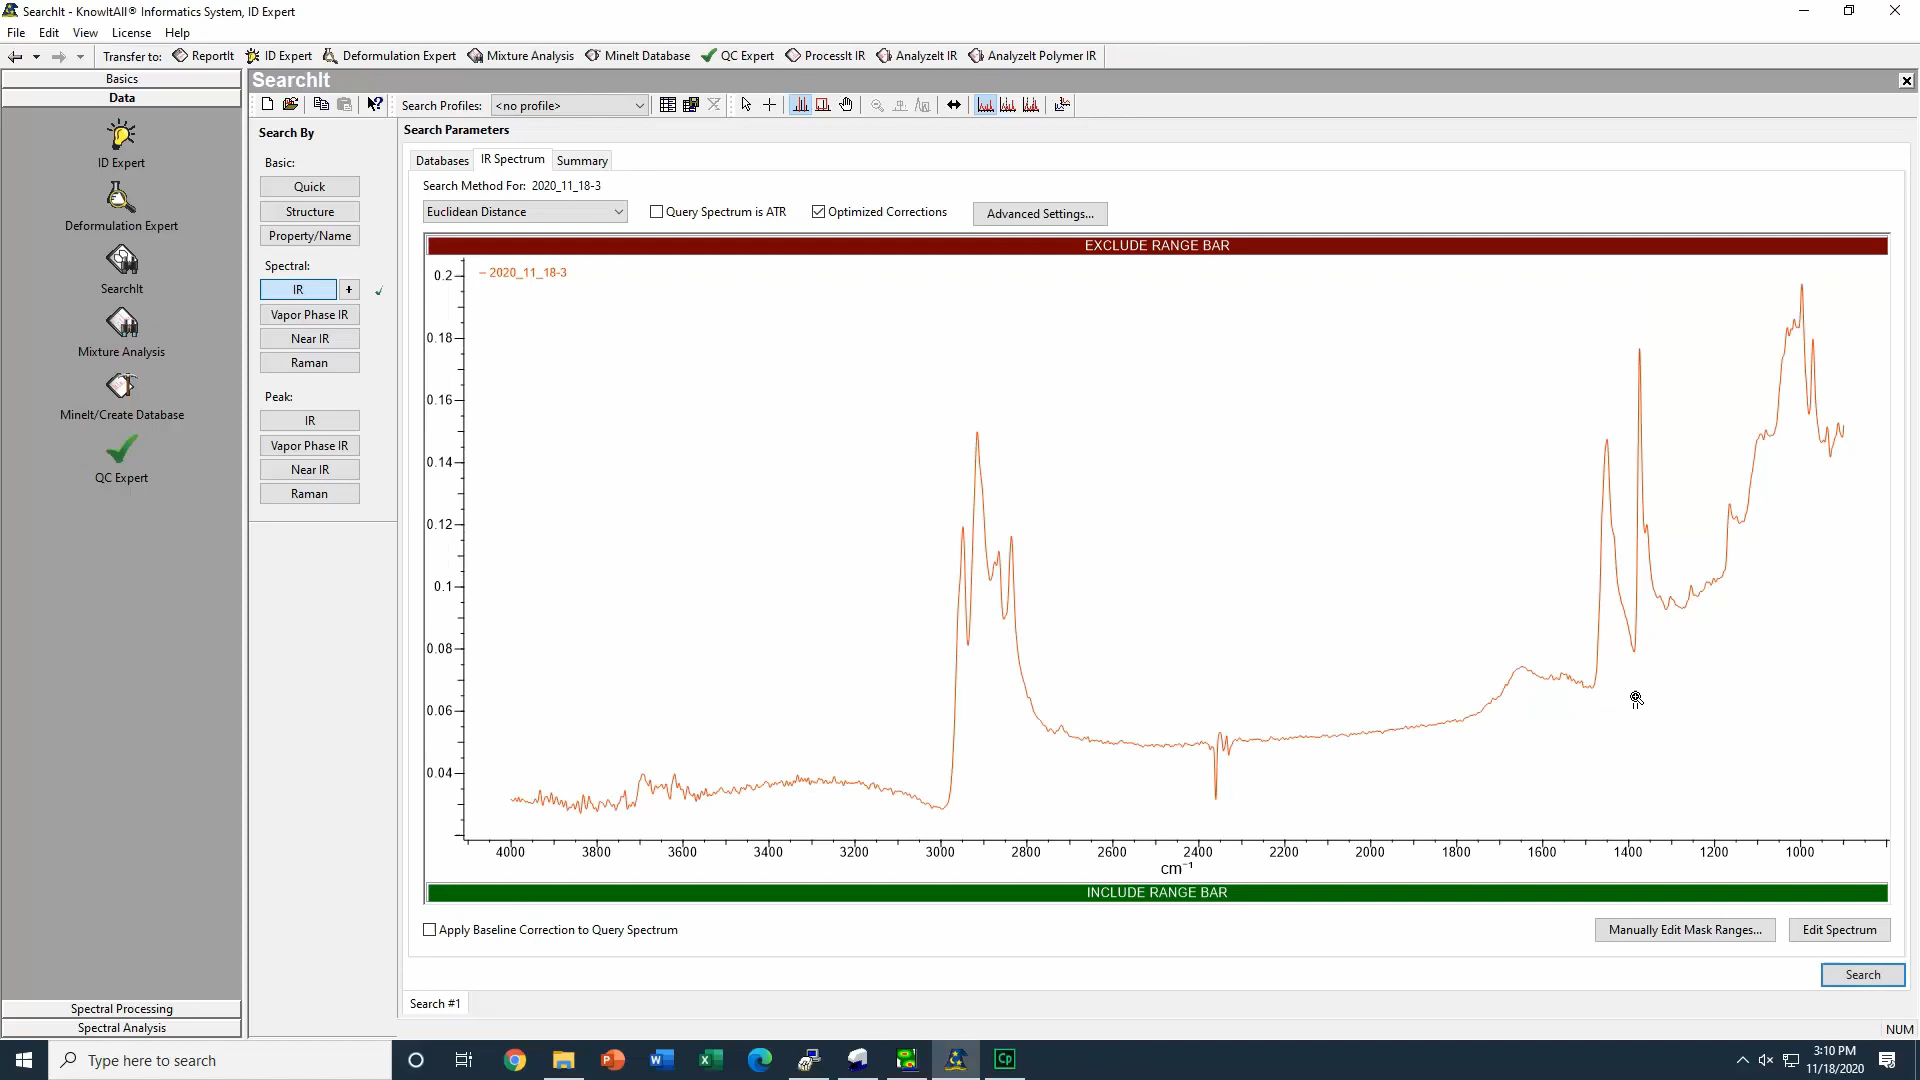 SearchIt - KnowItAll® Informatics System, ID Expert
File Edit View License Help
Transfer to: ReportIt ID Expert Deformulation Expert Mixture Analysis MineIt Database QC Expert ProcessIt IR AnalyzeIt IR AnalyzeIt Polymer IR
Basics
Data
ID Expert
Deformulation Expert
SearchIt
Mixture Analysis
MineIt/Create Database
QC Expert
Spectral Processing
Spectral Analysis
SearchIt
Search Profiles: <no profile>
Search By
Basic:
Quick
Structure
Property/Name
Spectral:
IR +
Vapor Phase IR
Near IR
Raman
Peak:
IR
Vapor Phase IR
Near IR
Raman
Search Parameters
Databases IR Spectrum Summary
Search Method For: 2020_11_18-3
Euclidean Distance Query Spectrum is ATR Optimized Corrections Advanced Settings...
EXCLUDE RANGE BAR
2020_11_18-3
0.2
0.18
0.16
0.14
0.12
0.1
0.08
0.06
0.04
4000 3800 3600 3400 3200 3000 2800 2600 2400 2200 2000 1800 1600 1400 1200 1000
cm⁻¹
INCLUDE RANGE BAR
Apply Baseline Correction to Query Spectrum Manually Edit Mask Ranges... Edit Spectrum
Search
Search #1
NUM
Type here to search
Cp
3:10 PM
11/18/2020